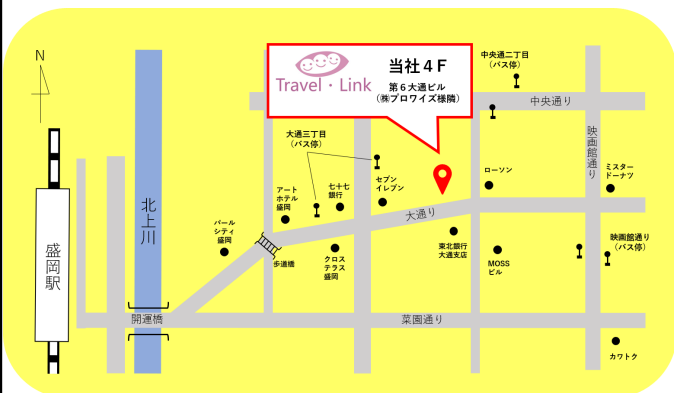 N
Travel・Link
当社4F
第6大通ビル
(㈱プロワイズ様隣)
中央通二丁目
(バス停)
中央通り
大通三丁目
(バス停)
映画館通り
ミスター
ドーナツ
ローソン
セブン
イレブン
七十七
銀行
アート
ホテル
盛岡
大通り
北上川
パール
シティ
盛岡
盛岡駅
歩道橋
クロス
テラス
盛岡
東北銀行
大通支店
MOSS
ビル
映画館通り
(バス停)
開運橋
菜園通り
カワトク